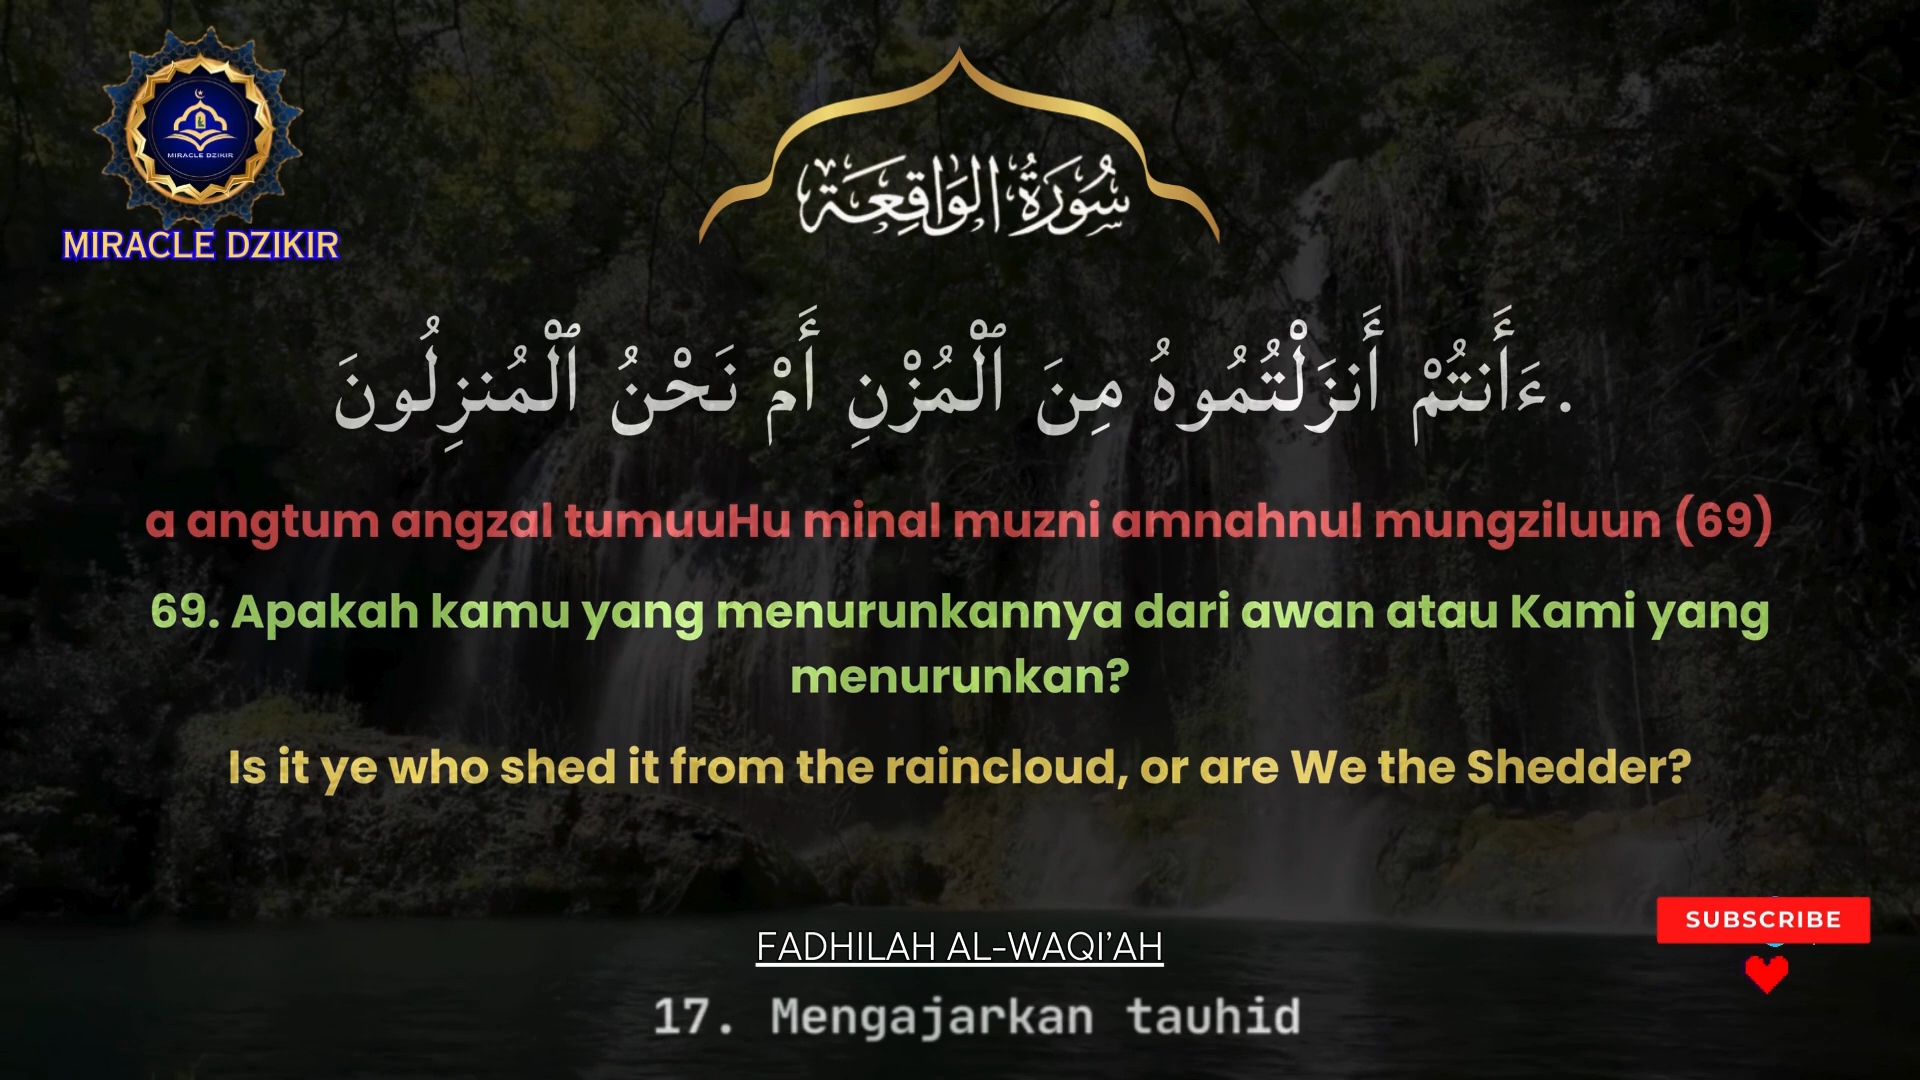 MIRACLE DZIKIR
MIRACLE DZIKIR
سُورَةُ الوَاقِعَة
ءَأَنتُمْ أَنزَلْتُمُوهُ مِنَ ٱلْمُزْنِ أَمْ نَحْنُ ٱلْمُنزِلُونَ.
a angtum angzal tumuuHu minal muzni amnahnul mungziluun (69)
69. Apakah kamu yang menurunkannya dari awan atau Kami yang
menurunkan?
Is it ye who shed it from the raincloud, or are We the Shedder?
SUBSCRIBE
FADHILAH AL-WAQI'AH
17. Mengajarkan tauhid